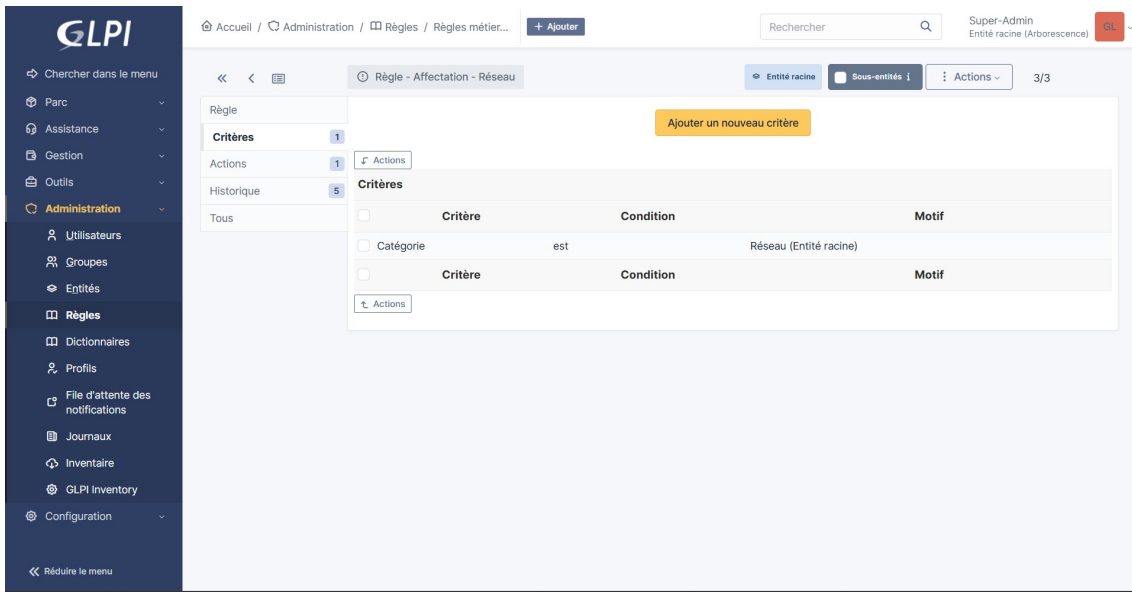 GLPI
Accueil / Administration / Règles / Règles métier...
+ Ajouter
Rechercher
Super-Admin
Entité racine (Arborescence)
GL
Chercher dans le menu
Parc
Assistance
Gestion
Outils
Administration
Utilisateurs
Groupes
Entités
Règles
Dictionnaires
Profils
File d'attente des
notifications
Journaux
Inventaire
GLPI Inventory
Configuration
Réduire le menu
Règle - Affectation - Réseau
Entité racine
Sous-entités i
Actions
3/3
Règle
Critères 1
Actions 1
Historique 5
Tous
Ajouter un nouveau critère
Actions
Critères
Critère Condition Motif
Catégorie est Réseau (Entité racine)
Critère Condition Motif
Actions